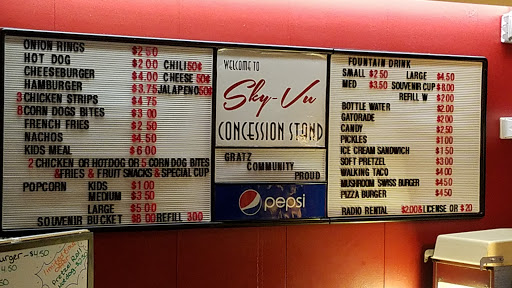 ONION RINGS $2.50
HOT DOG $2.00 CHILI 50¢
CHEESEBURGER $4.00 CHEESE 50¢
HAMBURGER $3.75 JALAPENO 50¢
3 CHICKEN STRIPS $4.75
8 CORN DOGS BITES $3.00
FRENCH FRIES $2.50
NACHOS $4.50
KIDS MEAL $6.00
2 CHICKEN OR HOTDOG OR 5 CORN DOG BITES
&FRIES & FRUIT SNACKS & SPECIAL CUP
POPCORN KIDS $1.00
MEDIUM $3.50
LARGE $5.00
SOUVENIR BUCKET $8.00 REFILL 3.00
WELCOME TO
Sky-Vu
CONCESSION STAND
GRATZ
COMMUNITY
PROUD
pepsi
FOUNTAIN DRINK
SMALL $2.50 LARGE $4.50
MED $3.50 SOUVENIR CUP $8.00
REFILL W $2.00
BOTTLE WATER $2.00
GATORADE $2.00
CANDY $2.50
PICKLES $1.00
ICE CREAM SANDWICH $1.50
SOFT PRETZEL $3.00
WALKING TACO $4.00
MUSHROOM SWISS BURGER $4.50
PIZZA BURGER $4.50
RADIO RENTAL $2.00 & LICENSE OR $20
urger ~ $4.50
4.50